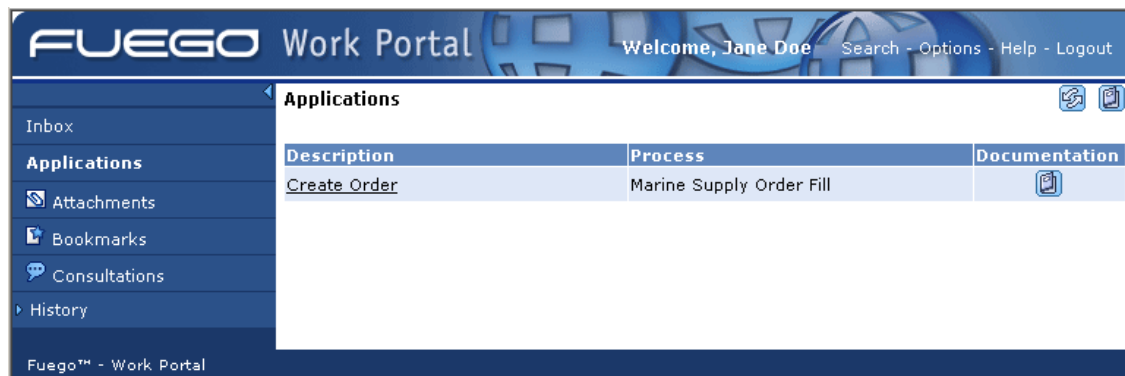 FUEGO Work Portal
Welcome, Jane Doe Search - Options - Help - Logout
Applications
Inbox
Applications
Attachments
Bookmarks
Consultations
History
Description Process Documentation
Create Order Marine Supply Order Fill
Fuego™ - Work Portal